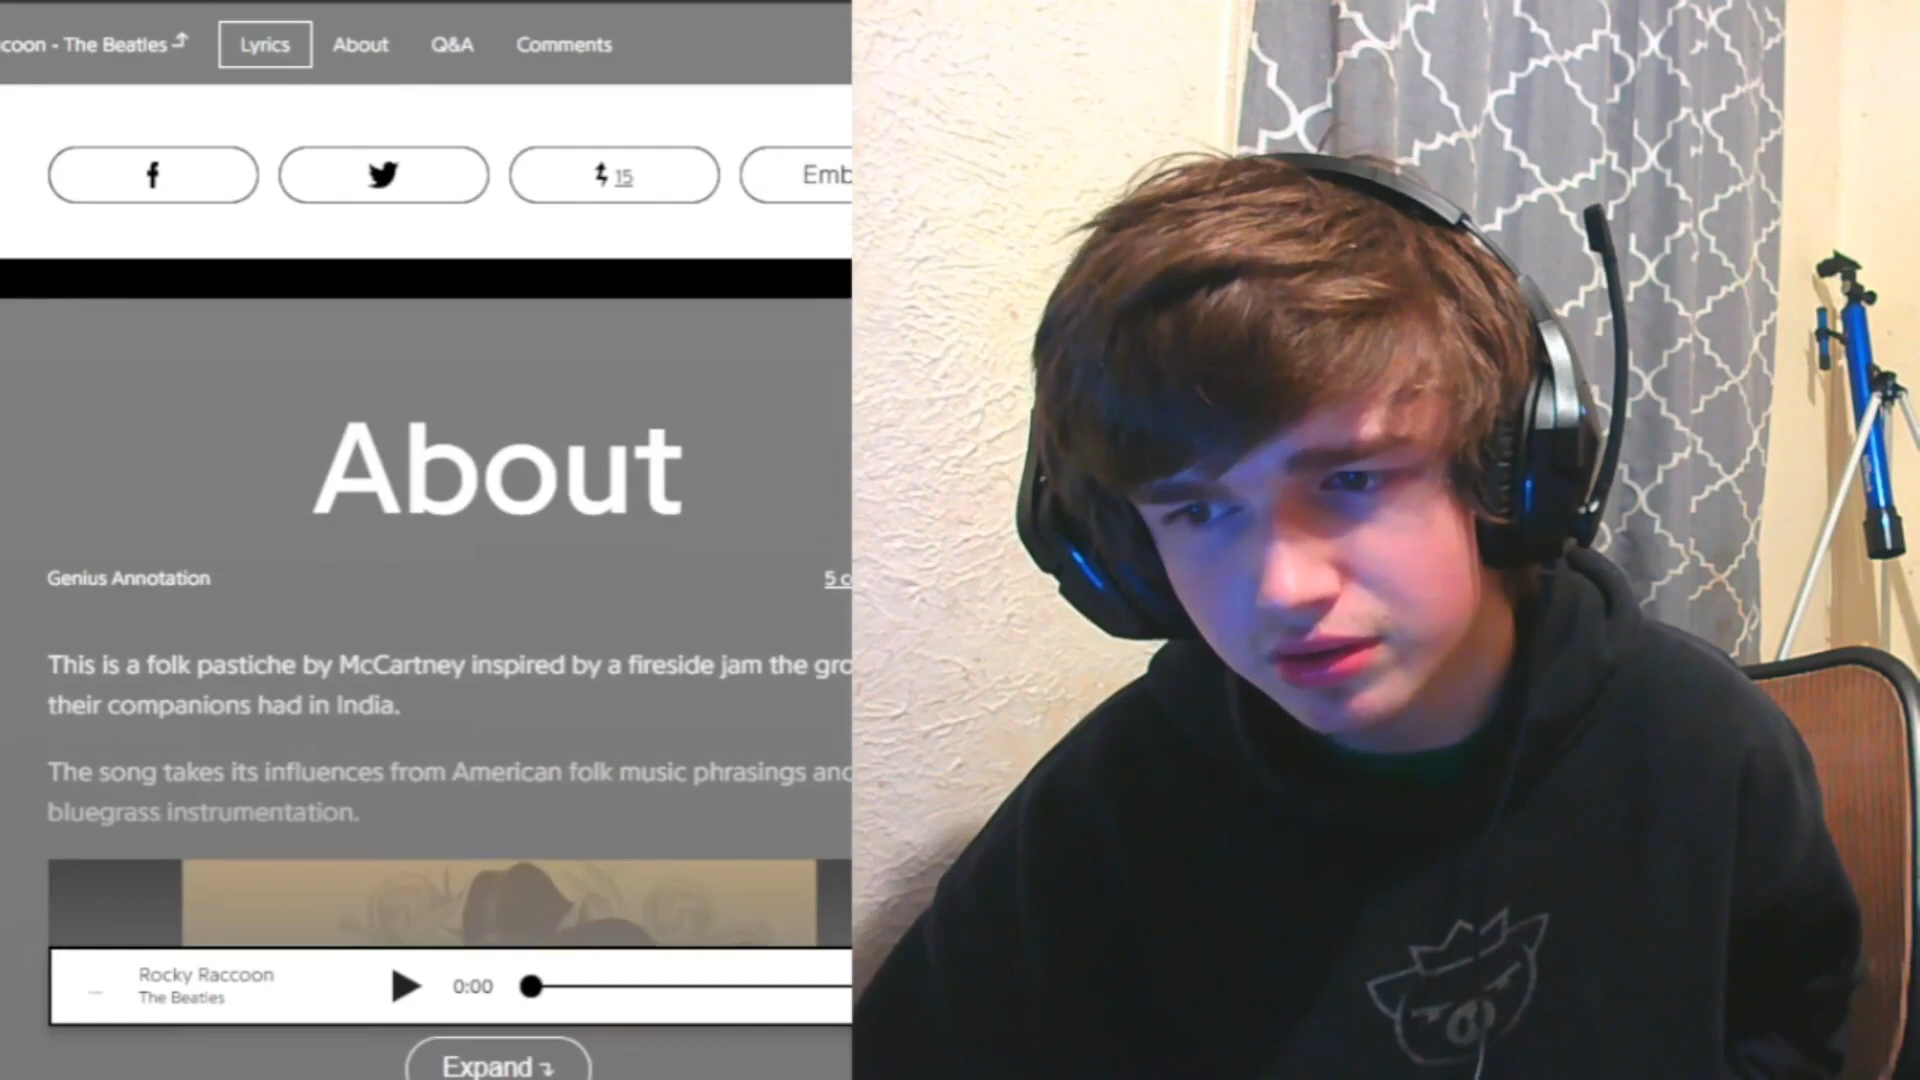 coon - The Beatles Lyrics About Q&A Comments
15 Emb
About
Genius Annotation 5 c
This is a folk pastiche by McCartney inspired by a fireside jam the gro
their companions had in India.
The song takes its influences from American folk music phrasings and
bluegrass instrumentation.
Rocky Raccoon
The Beatles
0:00
Expand